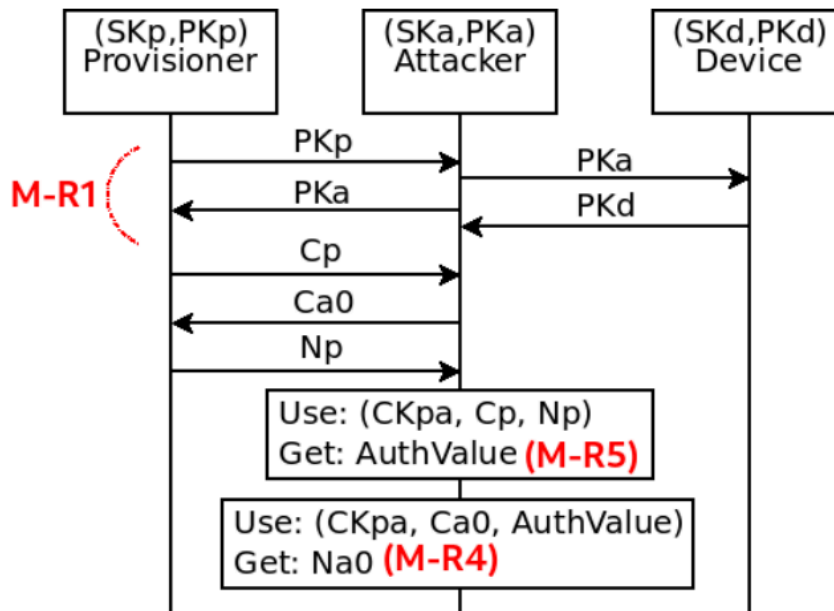 (SKp,PKp)
Provisioner
(SKa,PKa)
Attacker
(SKd,PKd)
Device
PKp
PKa
M-R1
PKa
PKd
Cp
Ca0
Np
Use: (CKpa, Cp, Np)
Get: AuthValue (M-R5)
Use: (CKpa, Ca0, AuthValue)
Get: Na0 (M-R4)